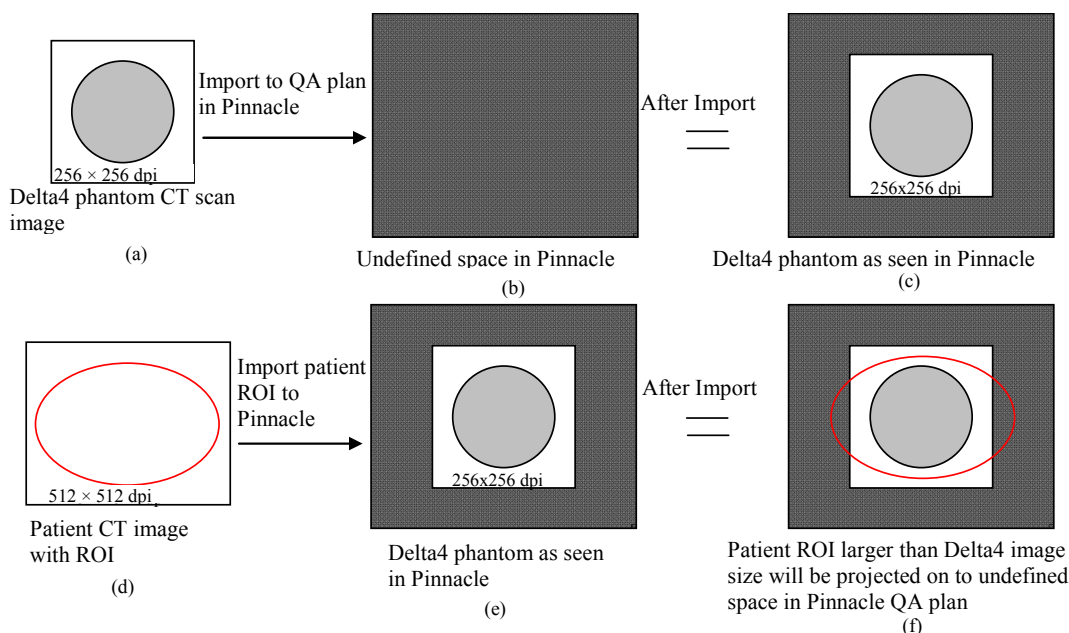 Import to QA plan
in Pinnacle
After Import
256 × 256 dpi
256x256 dpi
Delta4 phantom CT scan
image
(a)
Undefined space in Pinnacle
(b)
Delta4 phantom as seen in Pinnacle
(c)
Import patient
ROI to
Pinnacle
After Import
512 × 512 dpi
256x256 dpi
Patient CT image
with ROI
(d)
Delta4 phantom as seen
in Pinnacle
(e)
Patient ROI larger than Delta4 image
size will be projected on to undefined
space in Pinnacle QA plan
(f)